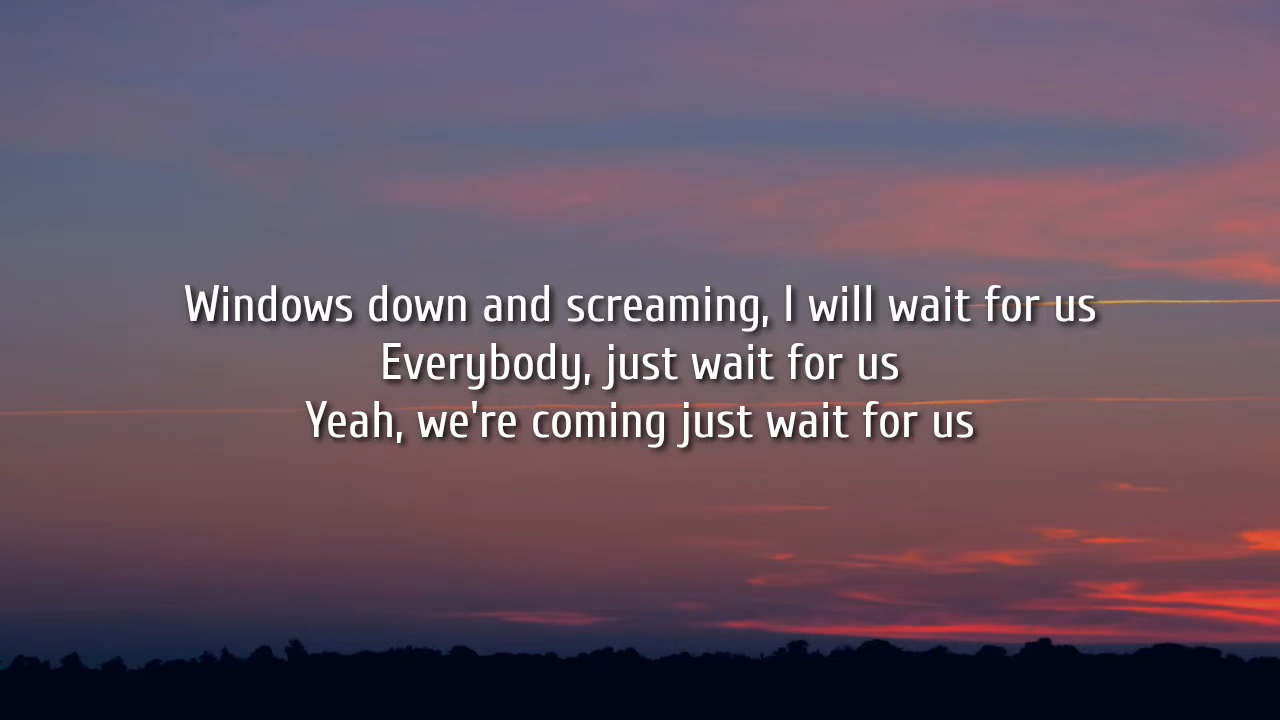 Windows down and screaming, I will wait for us
Everybody, just wait for us
Yeah, we're coming just wait for us